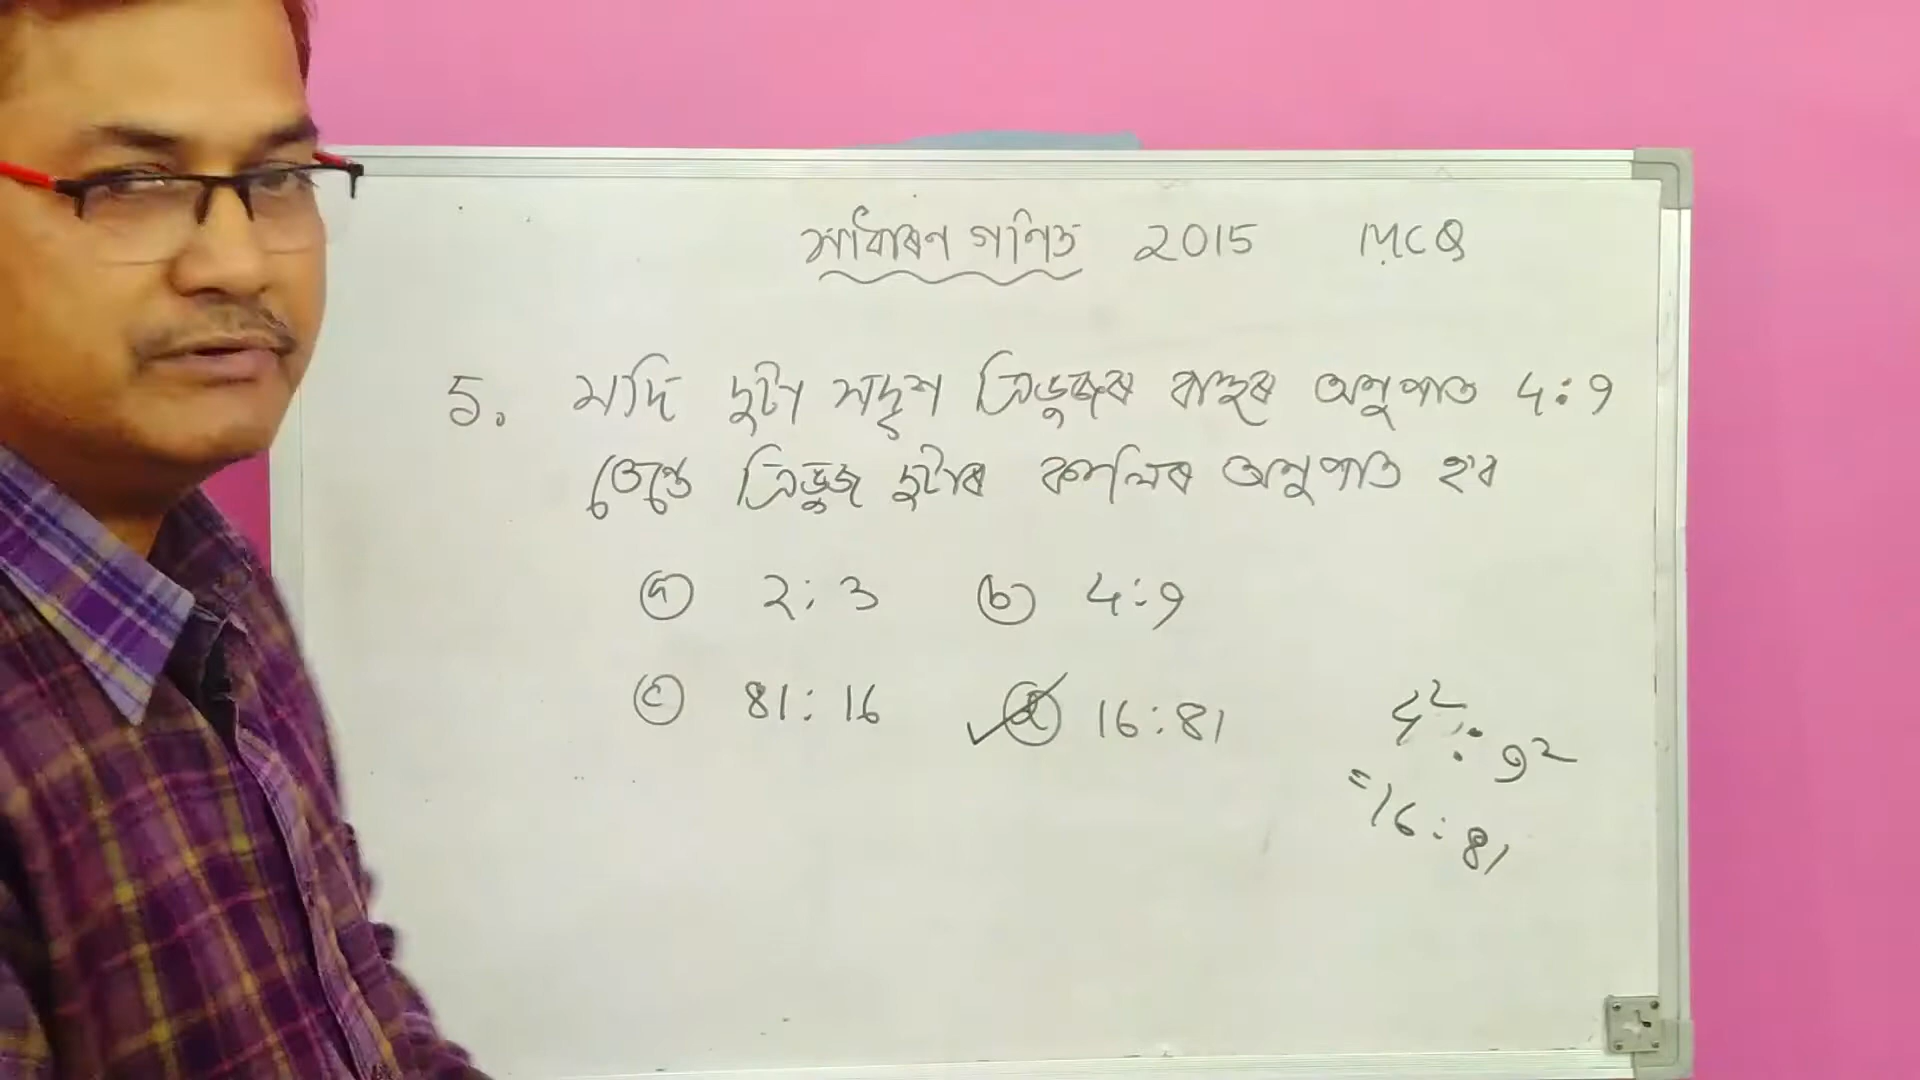 সাধাৰণ গণিত 2015 MCQ
5. যদি দুটা সদৃশ ত্ৰিভুজৰ বাহুৰ অনুপাত 4:9
তেন্তে ত্ৰিভুজ দুটাৰ কালিৰ অনুপাত হ'ব
a 2:3 b 4:9
c 81:16 d 16:81
4² : 9²
= 16:81